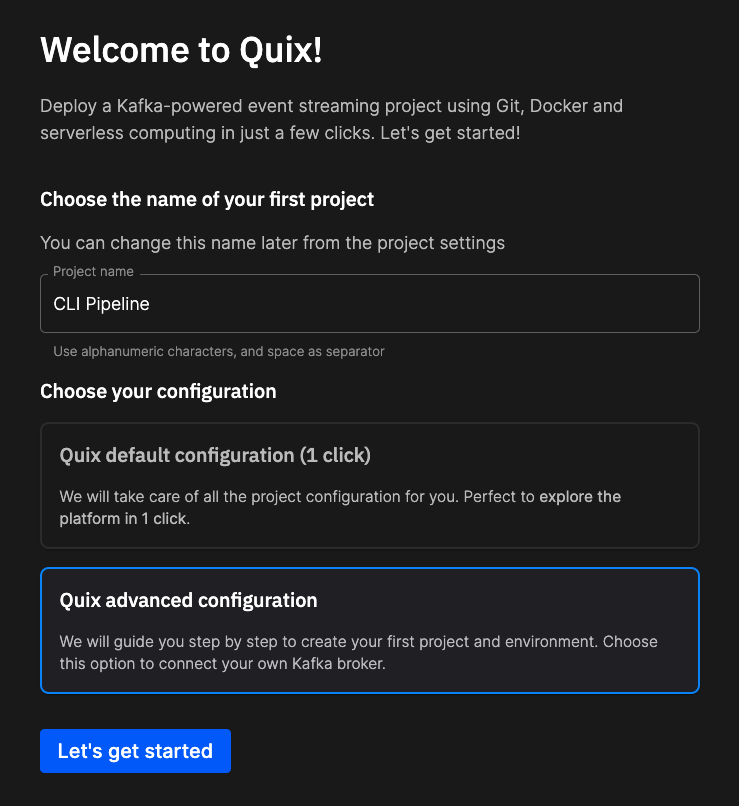 Welcome to Quix!
Deploy a Kafka-powered event streaming project using Git, Docker and
serverless computing in just a few clicks. Let's get started!
Choose the name of your first project
You can change this name later from the project settings
Project name
CLI Pipeline
Use alphanumeric characters, and space as separator
Choose your configuration
Quix default configuration (1 click)
We will take care of all the project configuration for you. Perfect to explore the
platform in 1 click.
Quix advanced configuration
We will guide you step by step to create your first project and environment. Choose
this option to connect your own Kafka broker.
Let's get started